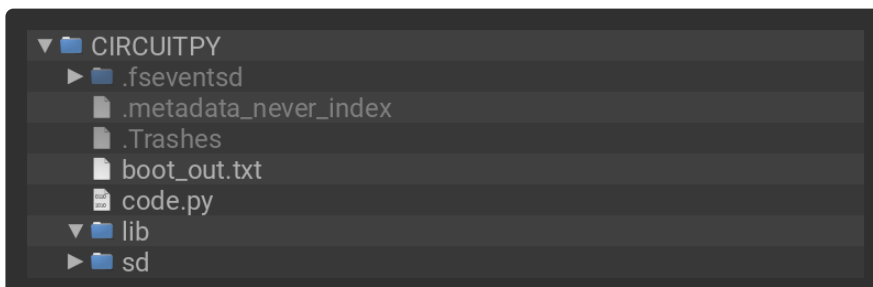 CIRCUITPY
.fseventsd
.metadata_never_index
.Trashes
boot_out.txt
code.py
lib
sd